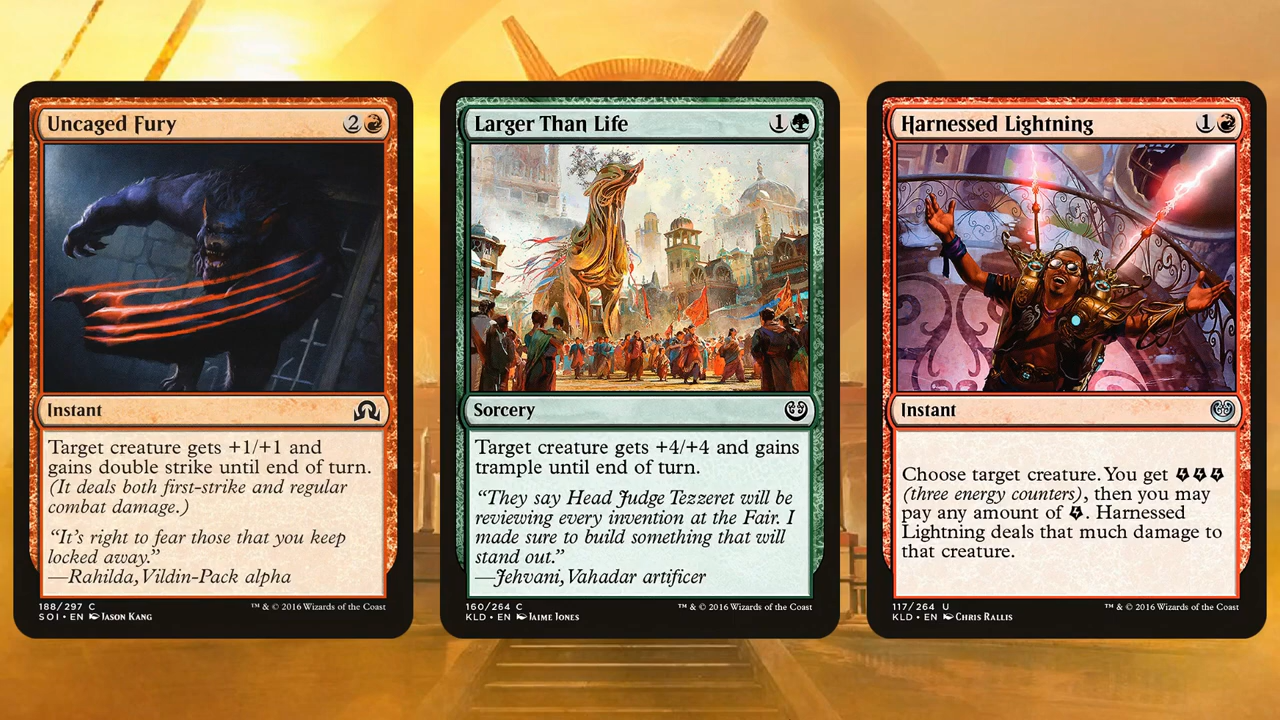 Uncaged Fury 2
Instant
Target creature gets +1/+1 and
gains double strike until end of turn.
(It deals both first-strike and regular
combat damage.)
“It’s right to fear those that you keep
locked away.”
—Rahilda, Vildin-Pack alpha
188/297 C
SOI • EN Jason Kang
™ & © 2016 Wizards of the Coast
Larger Than Life 1
Sorcery
Target creature gets +4/+4 and gains
trample until end of turn.
“They say Head Judge Tezzeret will be
reviewing every invention at the Fair. I
made sure to build something that will
stand out.”
—Jehvani, Vahadar artificer
160/264 C
KLD • EN Jaime Jones
™ & © 2016 Wizards of the Coast
Harnessed Lightning 1
Instant
Choose target creature. You get
(three energy counters), then you may
pay any amount of . Harnessed
Lightning deals that much damage to
that creature.
117/264 U
KLD • EN Chris Rallis
™ & © 2016 Wizards of the Coast